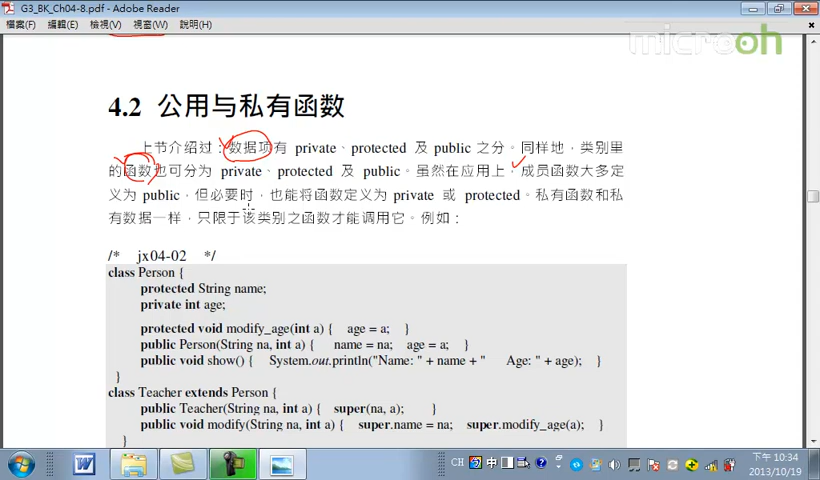 G3_BK_Ch04-8.pdf - Adobe Reader
檔案(F) 編輯(E) 檢視(V) 視窗(W) 說明(H)
microoh
4.2 公用与私有函数
上节介绍过：数据项有 private、protected 及 public 之分。同样地，类别里
的函数也可分为 private、protected 及 public。虽然在应用上，成员函数大多定
义为 public，但必要时，也能将函数定义为 private 或 protected。私有函数和私
有数据一样，只限于该类别之函数才能调用它。例如：
/* jx04-02 */
class Person {
protected String name;
private int age;
protected void modify_age(int a) { age = a; }
public Person(String na, int a) { name = na; age = a; }
public void show() { System.out.println("Name: " + name + " Age: " + age); }
}
class Teacher extends Person {
public Teacher(String na, int a) { super(na, a); }
public void modify(String na, int a) { super.name = na; super.modify_age(a); }
}
CH 中
下午 10:34
2013/10/19